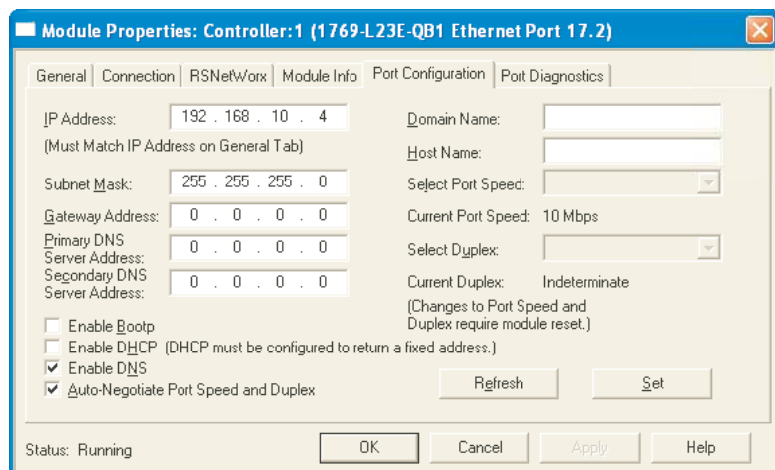 Module Properties: Controller:1 (1769-L23E-QB1 Ethernet Port 17.2)
General Connection RSNetWorx Module Info Port Configuration Port Diagnostics
IP Address: 192 . 168 . 10 . 4
(Must Match IP Address on General Tab)
Subnet Mask: 255 . 255 . 255 . 0
Gateway Address: 0 . 0 . 0 . 0
Primary DNS
Server Address: 0 . 0 . 0 . 0
Secondary DNS
Server Address: 0 . 0 . 0 . 0
Enable Bootp
Enable DHCP (DHCP must be configured to return a fixed address.)
Enable DNS
Auto-Negotiate Port Speed and Duplex
Domain Name:
Host Name:
Select Port Speed:
Current Port Speed: 10 Mbps
Select Duplex:
Current Duplex: Indeterminate
(Changes to Port Speed and
Duplex require module reset.)
Refresh Set
Status: Running
OK Cancel Apply Help